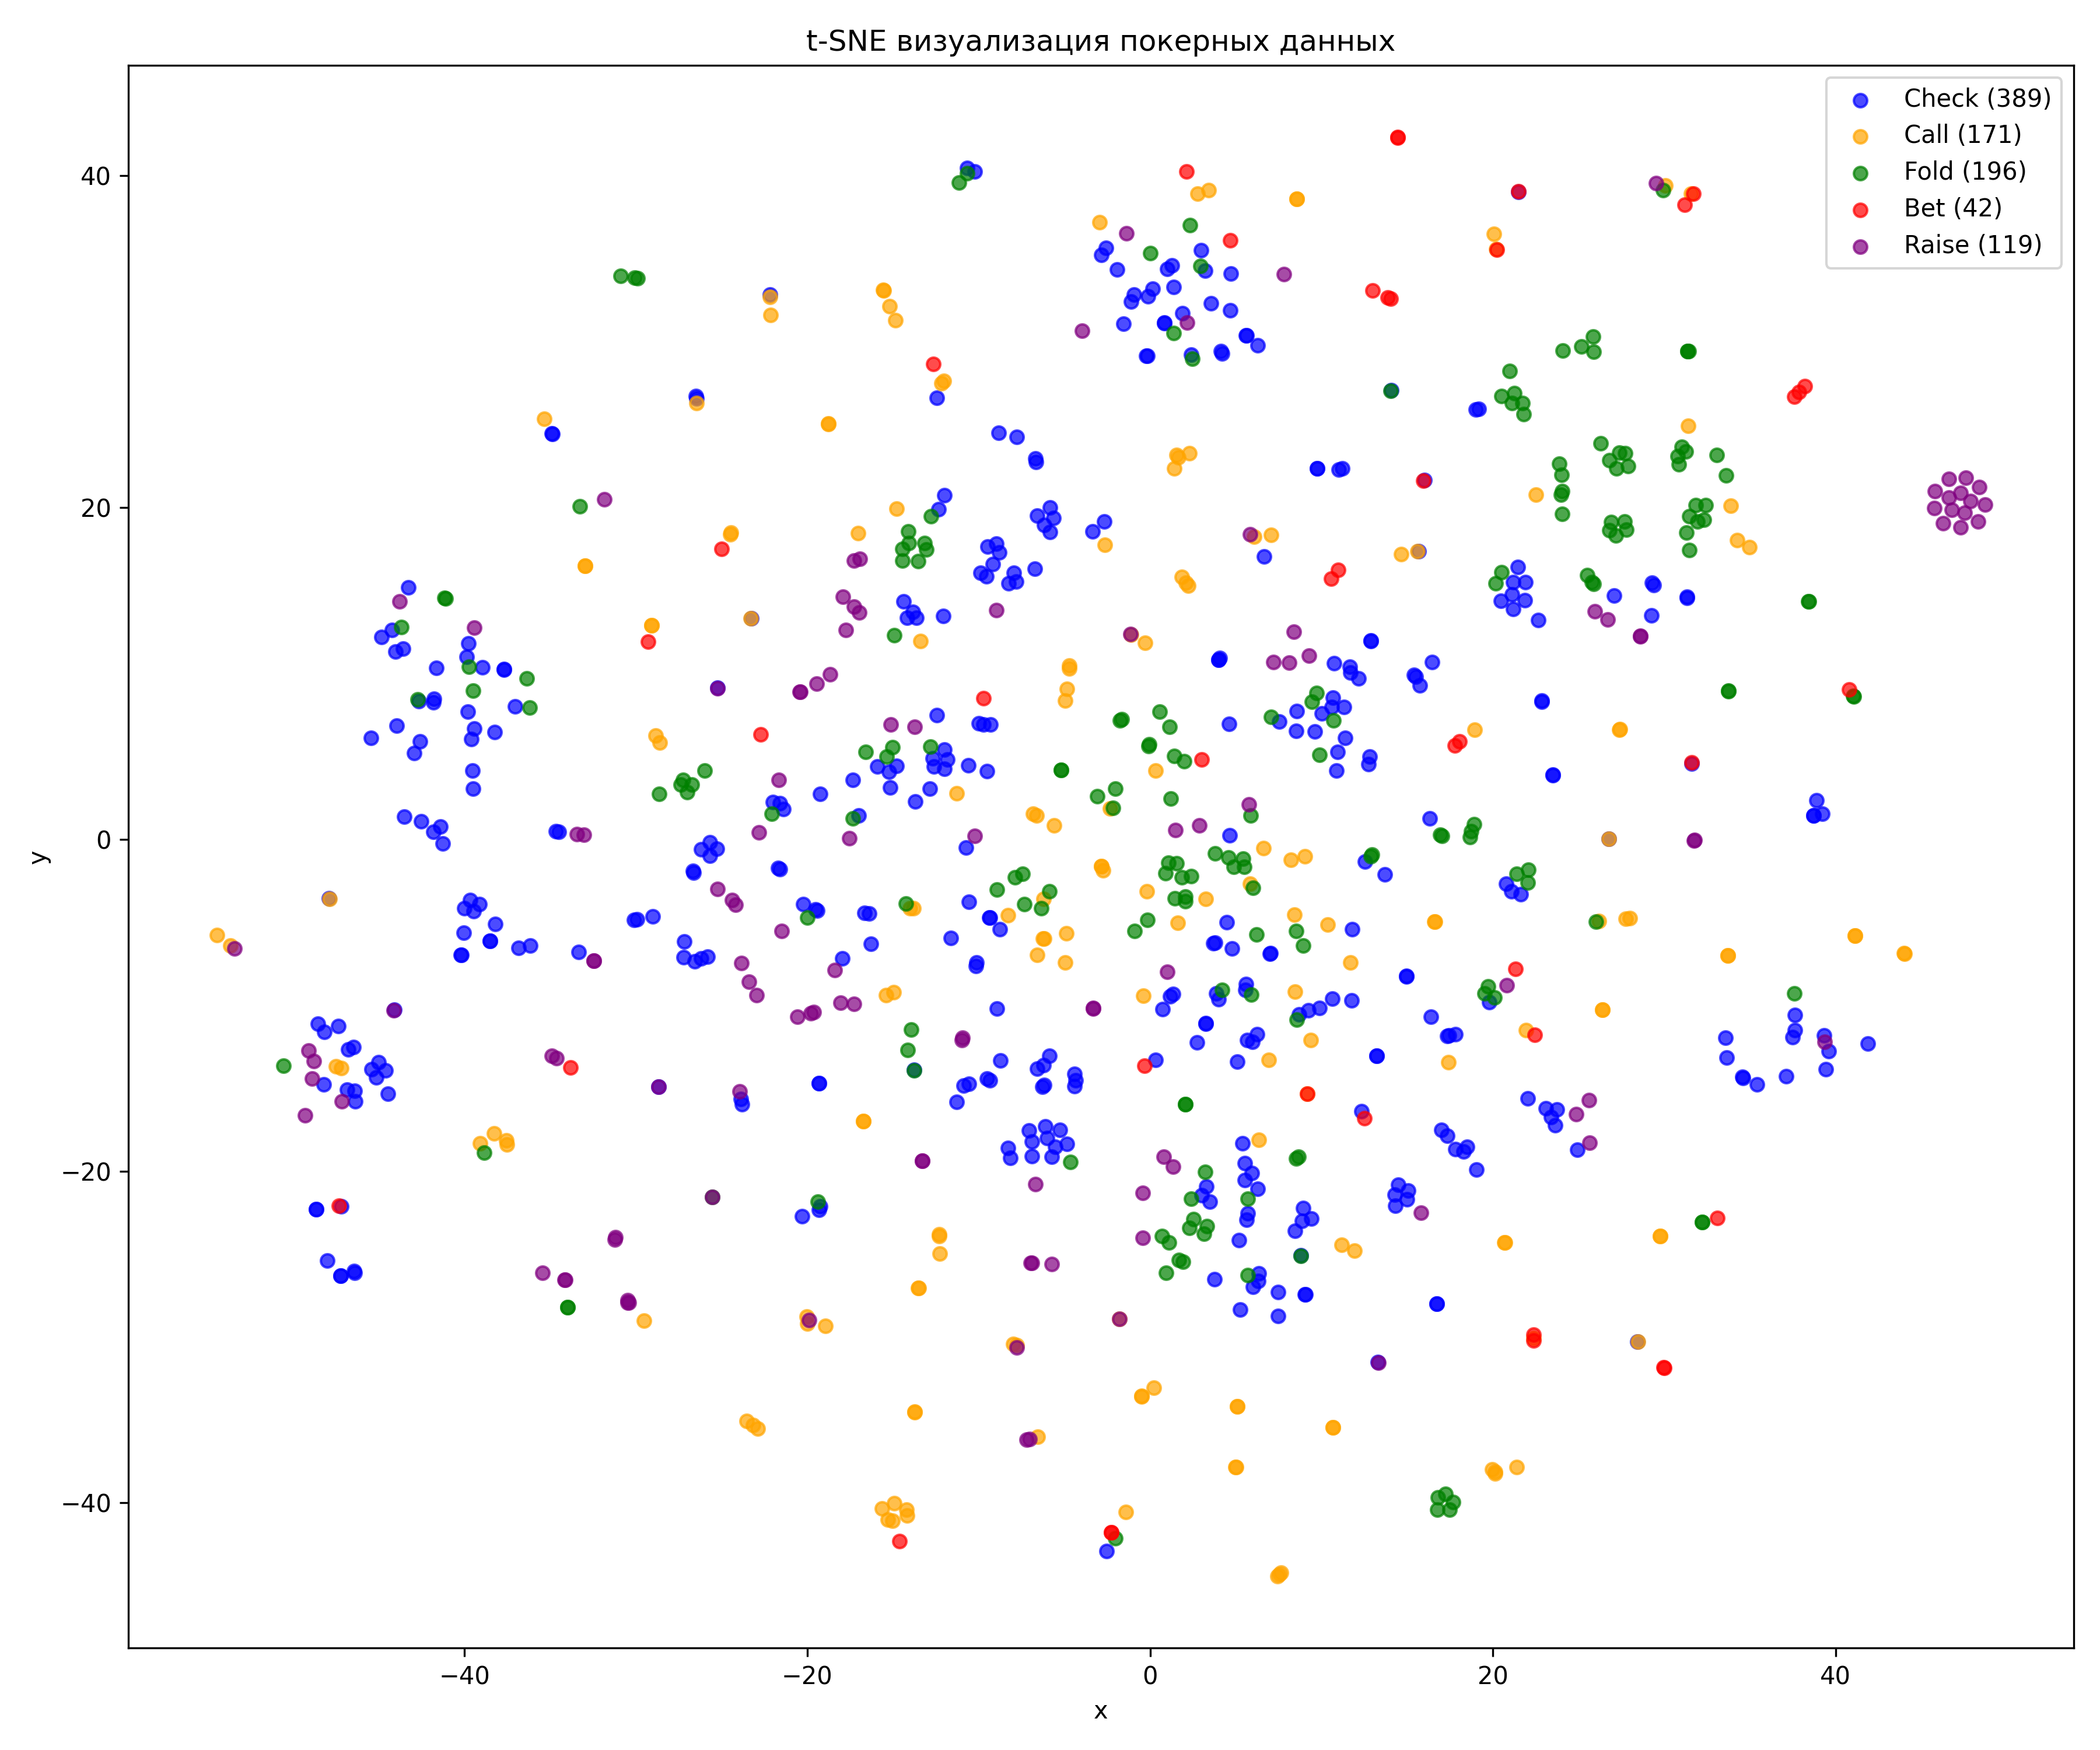 t-SNE визуализация покерных данных
Check (389)
Call (171)
Fold (196)
Bet (42)
Raise (119)
40
20
0
−20
−40
y
−40
−20
0
20
40
x